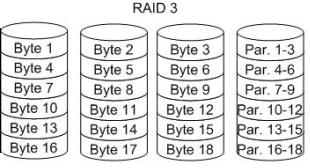 RAID 3
Byte 1 Byte 2 Byte 3 Par. 1-3
Byte 4 Byte 5 Byte 6 Par. 4-6
Byte 7 Byte 8 Byte 9 Par. 7-9
Byte 10 Byte 11 Byte 12 Par. 10-12
Byte 13 Byte 14 Byte 15 Par. 13-15
Byte 16 Byte 17 Byte 18 Par. 16-18